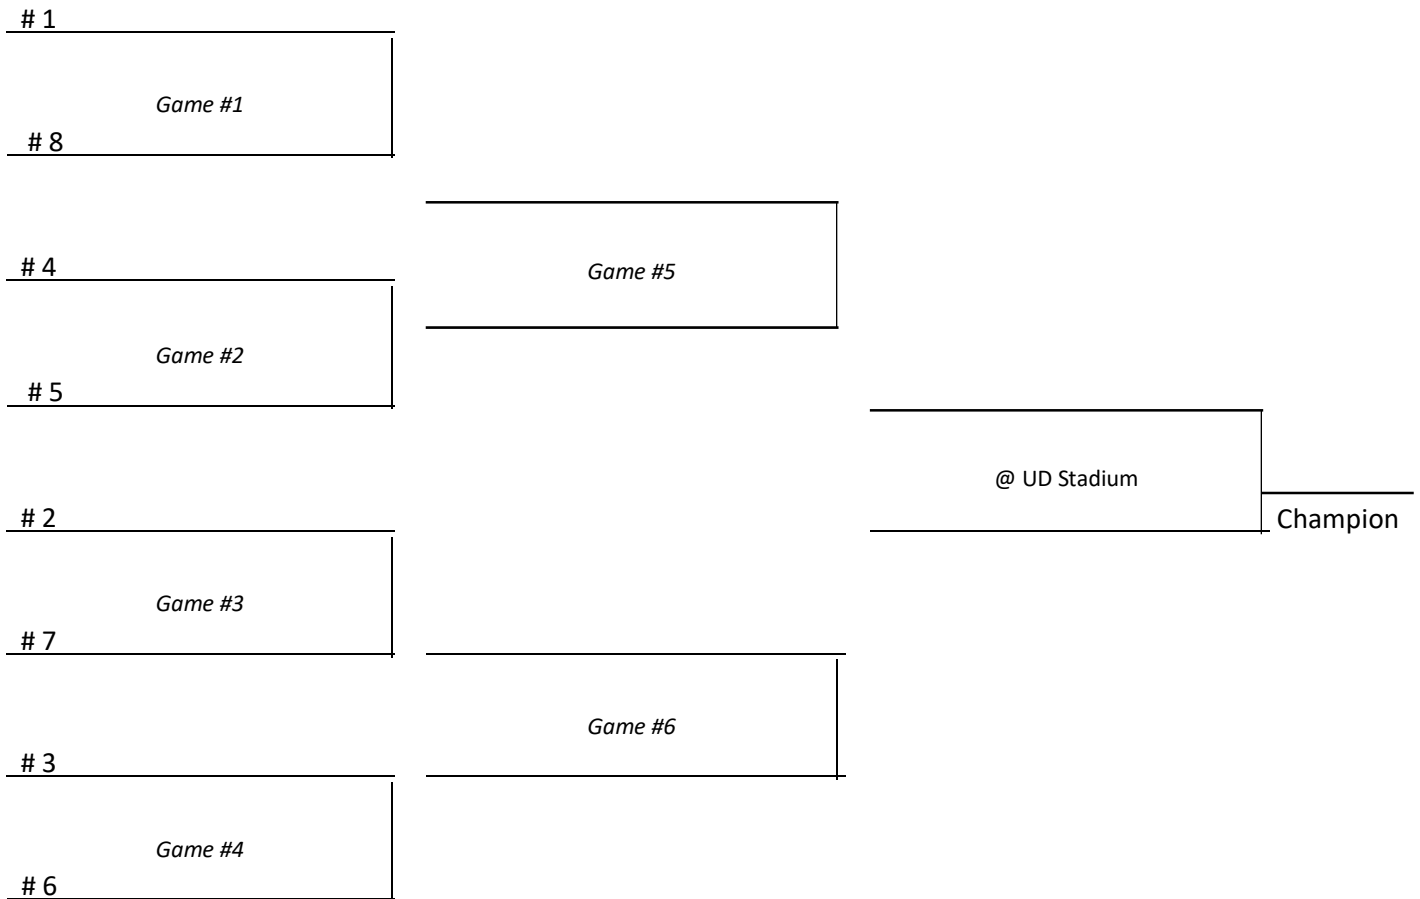 # 1
Game #1
# 8
# 4
Game #5
Game #2
# 5
@ UD Stadium
# 2
Champion
Game #3
# 7
Game #6
# 3
Game #4
# 6